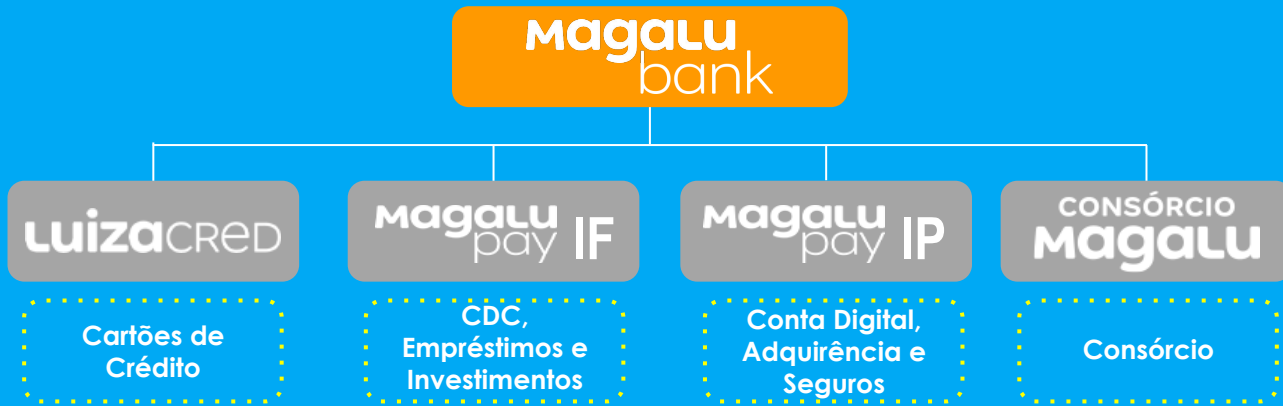 Magalu
bank
Luizacred
Magalu
pay IF
Magalu
pay IP
CONSÓRCIO
Magalu
Cartões de
Crédito
CDC,
Empréstimos e
Investimentos
Conta Digital,
Adquirência e
Seguros
Consórcio